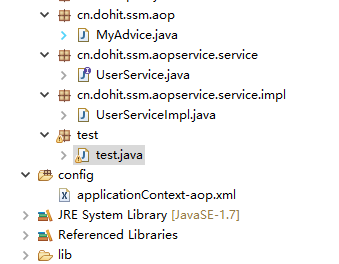 cn.dohit.ssm.aop
MyAdvice.java
cn.dohit.ssm.aopservice.service
UserService.java
cn.dohit.ssm.aopservice.service.impl
UserServiceImpl.java
test
test.java
config
applicationContext-aop.xml
JRE System Library [JavaSE-1.7]
Referenced Libraries
lib